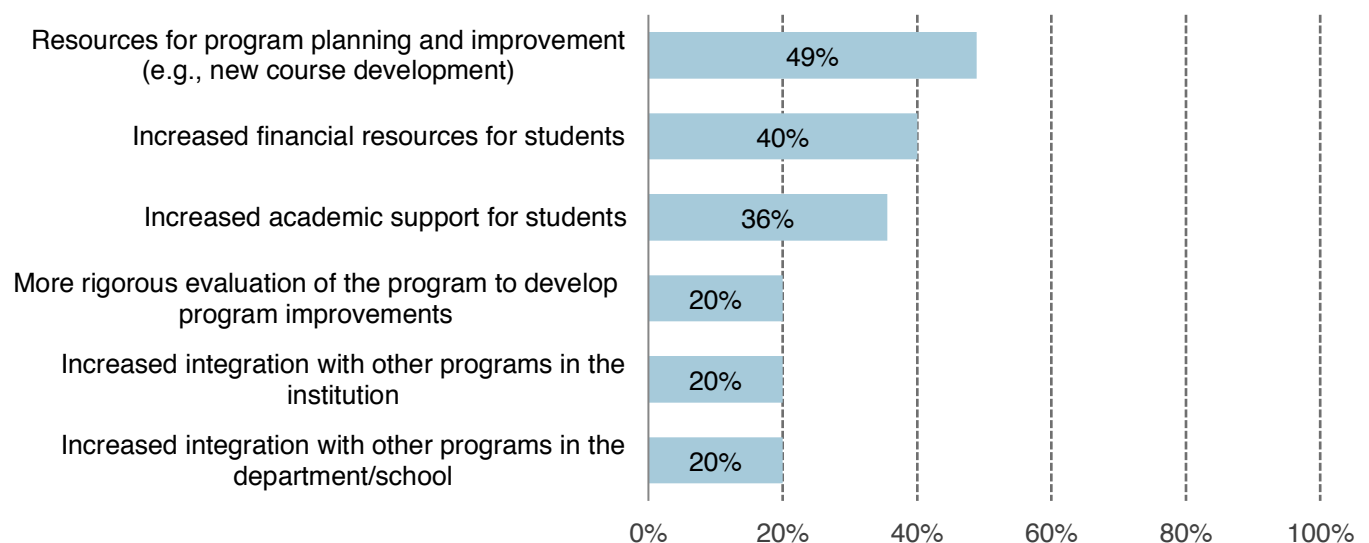 Resources for program planning and improvement
(e.g., new course development)
49%
Increased financial resources for students
40%
Increased academic support for students
36%
More rigorous evaluation of the program to develop
program improvements
20%
Increased integration with other programs in the
institution
20%
Increased integration with other programs in the
department/school
20%
0% 20% 40% 60% 80% 100%